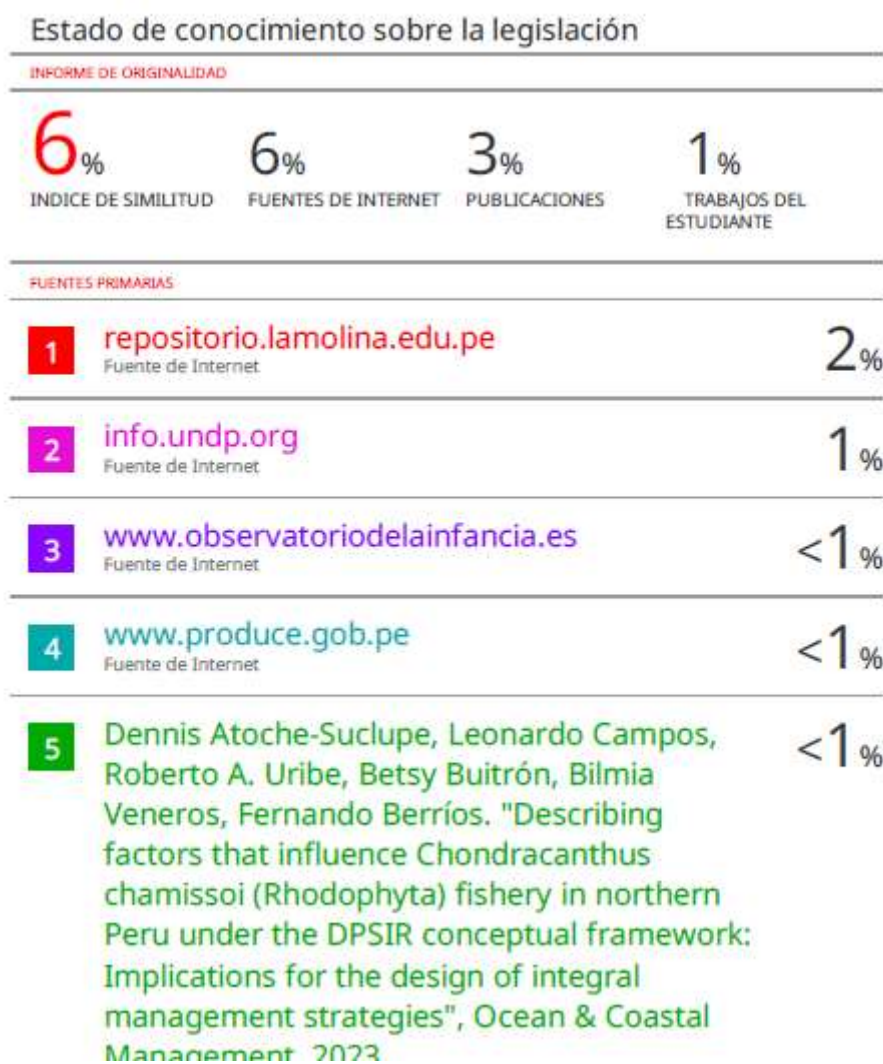 Estado de conocimiento sobre la legislación
INFORME DE ORIGINALIDAD
6%
INDICE DE SIMILITUD
6%
FUENTES DE INTERNET
3%
PUBLICACIONES
1%
TRABAJOS DEL
ESTUDIANTE
FUENTES PRIMARIAS
1
repositorio.lamolina.edu.pe
Fuente de Internet
2%
2
info.undp.org
Fuente de Internet
1%
3
www.observatoriodelainfancia.es
Fuente de Internet
<1%
4
www.produce.gob.pe
Fuente de Internet
<1%
5
Dennis Atoche-Suclupe, Leonardo Campos,
Roberto A. Uribe, Betsy Buitrón, Bilmia
Veneros, Fernando Berríos. "Describing
factors that influence Chondracanthus
chamissoi (Rhodophyta) fishery in northern
Peru under the DPSIR conceptual framework:
Implications for the design of integral
management strategies", Ocean & Coastal
Management, 2023
<1%